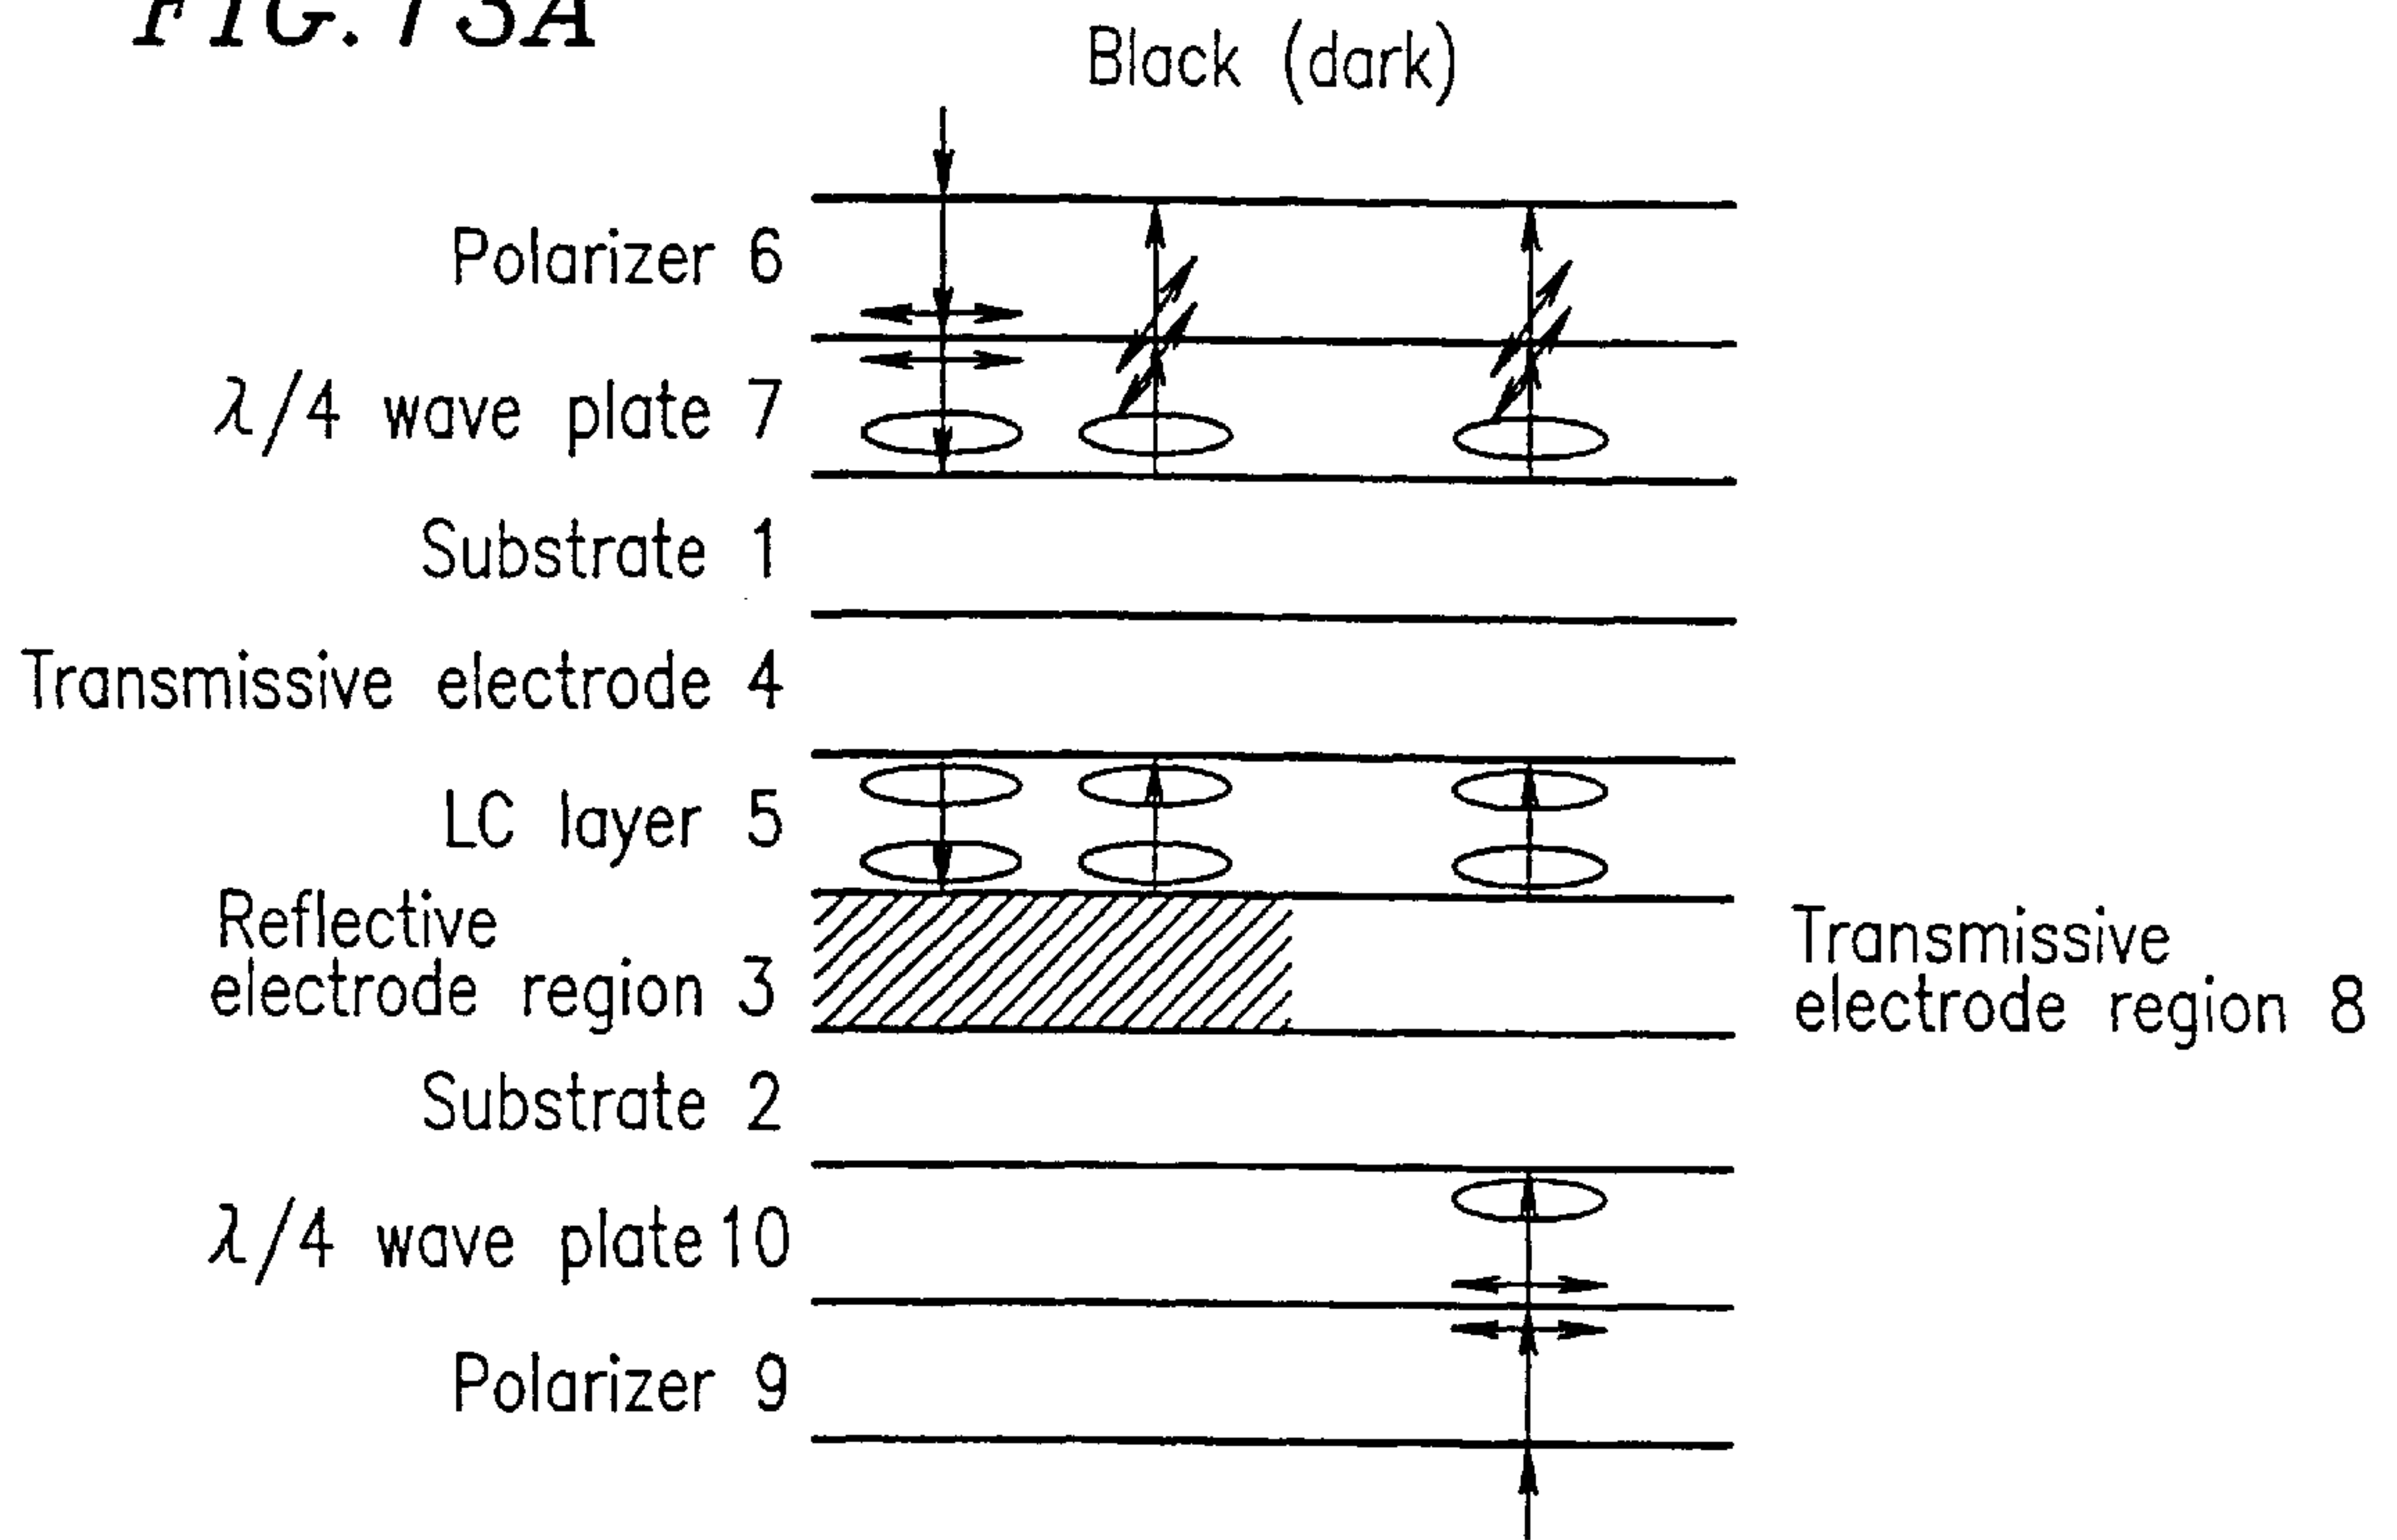 FIG. 13A
Black (dark)
Polarizer 6
λ/4 wave plate 7
Substrate 1
Transmissive electrode 4
LC layer 5
Reflective
electrode region 3
Transmissive
electrode region 8
Substrate 2
λ/4 wave plate 10
Polarizer 9